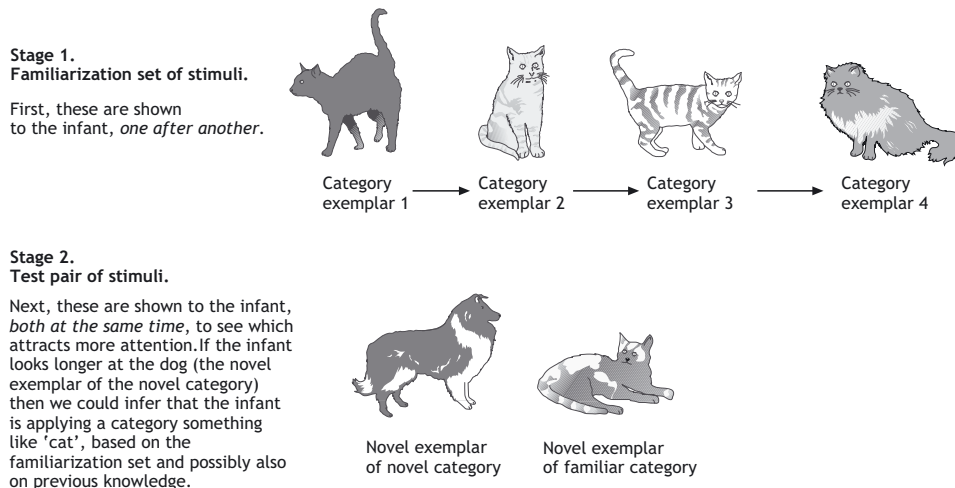 Stage 1.
Familiarization set of stimuli.
First, these are shown
to the infant, one after another.
Category
exemplar 1
Category
exemplar 2
Category
exemplar 3
Category
exemplar 4
Stage 2.
Test pair of stimuli.
Next, these are shown to the infant,
both at the same time, to see which
attracts more attention.If the infant
looks longer at the dog (the novel
exemplar of the novel category)
then we could infer that the infant
is applying a category something
like ‘cat’, based on the
familiarization set and possibly also
on previous knowledge.
Novel exemplar
of novel category
Novel exemplar
of familiar category